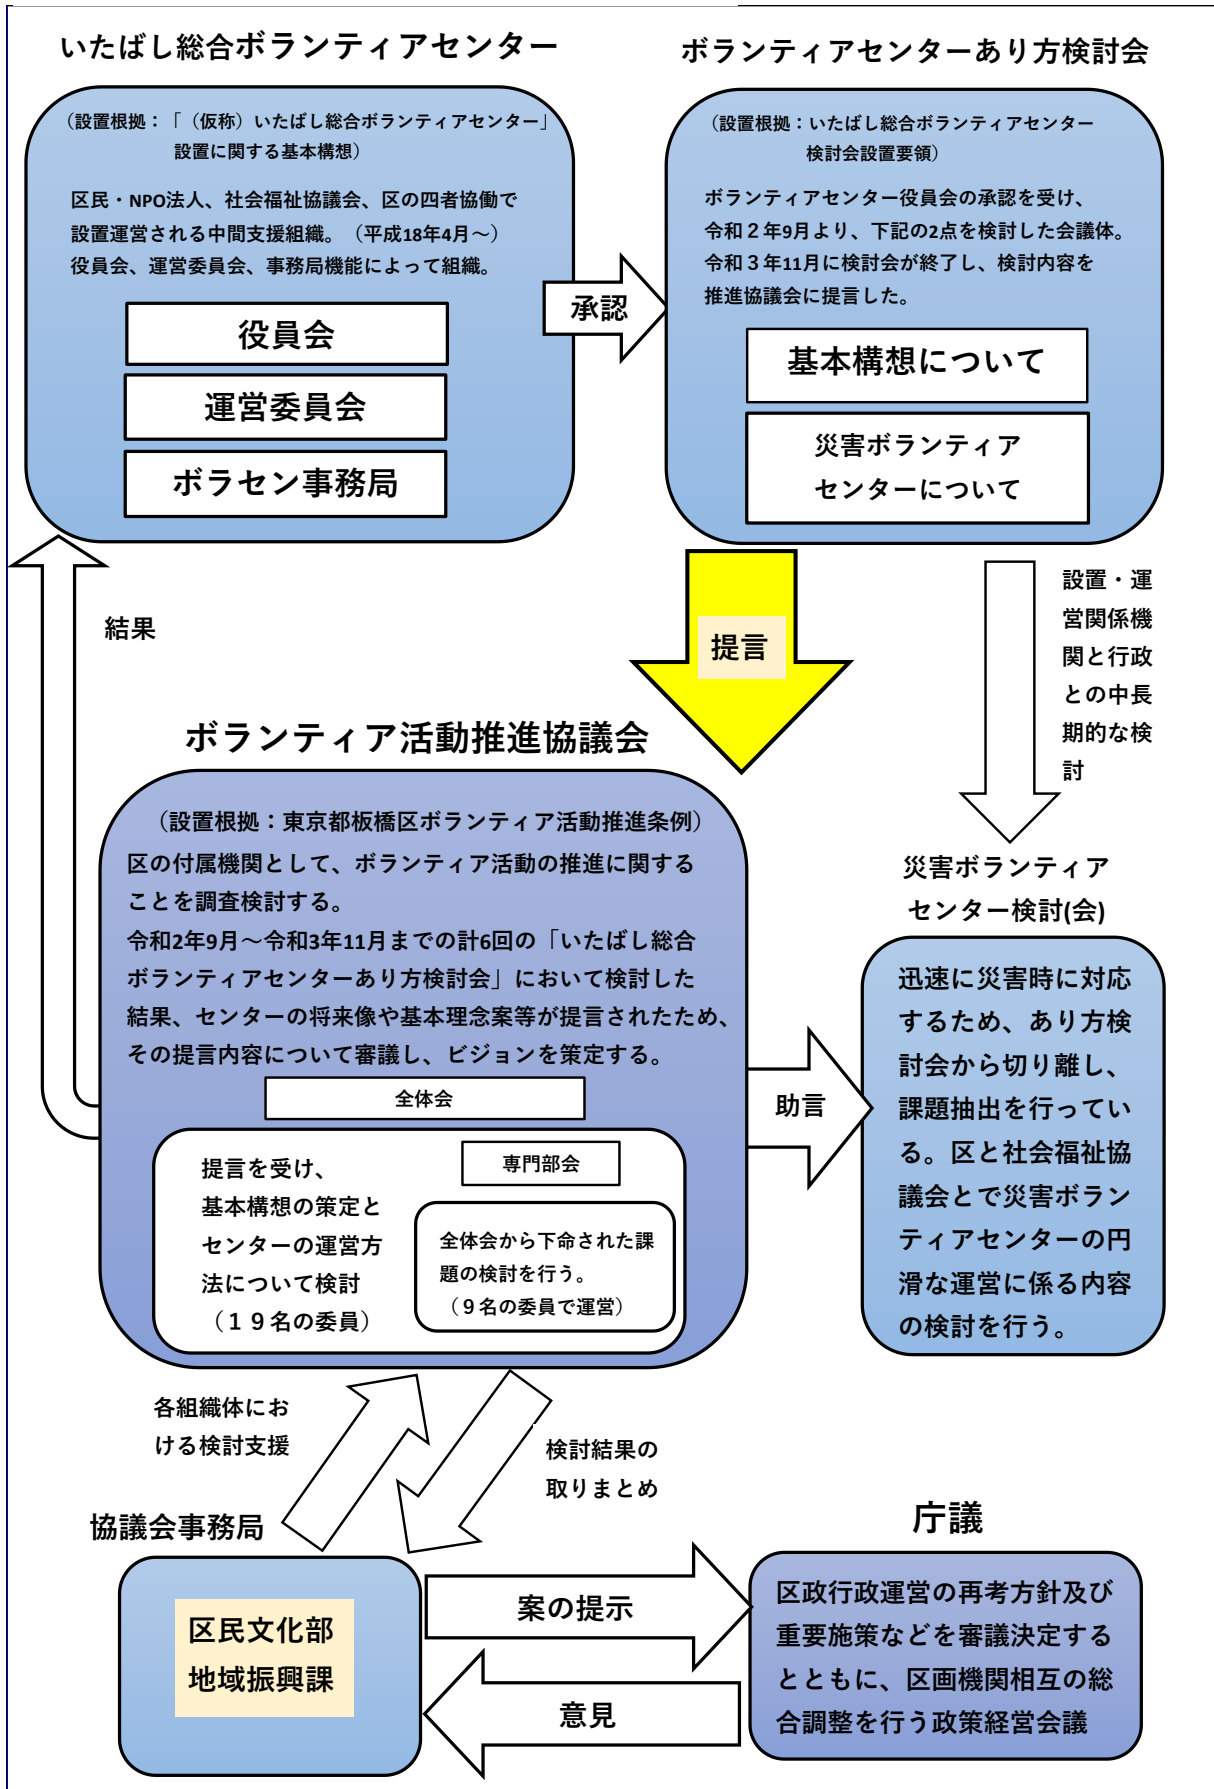 いたばし総合ボランティアセンター
（設置根拠：「（仮称）いたばし総合ボランティアセンター」
設置に関する基本構想）
区民・NPO法人、社会福祉協議会、区の四者協働で
設置運営される中間支援組織。（平成18年4月～）
役員会、運営委員会、事務局機能によって組織。
役員会
運営委員会
ボラセン事務局
承認
ボランティアセンターあり方検討会
（設置根拠：いたばし総合ボランティアセンター
検討会設置要領）
ボランティアセンター役員会の承認を受け、
令和２年9月より、下記の2点を検討した会議体。
令和３年11月に検討会が終了し、検討内容を
推進協議会に提言した。
基本構想について
災害ボランティア
センターについて
結果
提言
設置・運
営関係機
関と行政
との中長
期的な検
討
ボランティア活動推進協議会
（設置根拠：東京都板橋区ボランティア活動推進条例）
区の付属機関として、ボランティア活動の推進に関する
ことを調査検討する。
令和2年9月～令和3年11月までの計6回の「いたばし総合
ボランティアセンターあり方検討会」において検討した
結果、センターの将来像や基本理念案等が提言されたため、
その提言内容について審議し、ビジョンを策定する。
全体会
提言を受け、
基本構想の策定と
センターの運営方
法について検討
（１９名の委員）
専門部会
全体会から下命された課
題の検討を行う。
（９名の委員で運営）
助言
災害ボランティア
センター検討(会)
迅速に災害時に対応
するため、あり方検
討会から切り離し、
課題抽出を行ってい
る。区と社会福祉協
議会とで災害ボラン
ティアセンターの円
滑な運営に係る内容
の検討を行う。
各組織体にお
ける検討支援
検討結果の
取りまとめ
協議会事務局
区民文化部
地域振興課
案の提示
意見
庁議
区政行政運営の再考方針及び
重要施策などを審議決定する
とともに、区画機関相互の総
合調整を行う政策経営会議